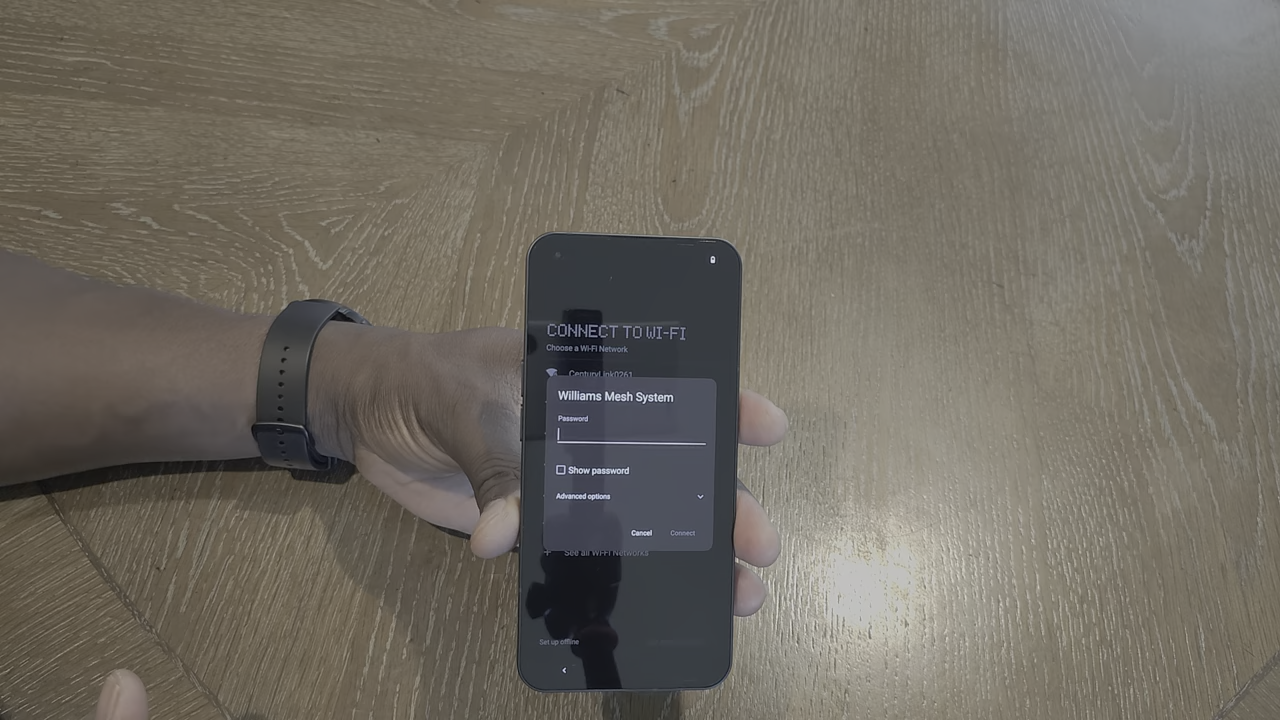 CONNECT TO WI-FI
Choose a Wi-Fi Network
CenturyLink0261
Williams Mesh System
Password
Show password
Advanced options
Cancel Connect
See all Wi-Fi Networks
Set up offline